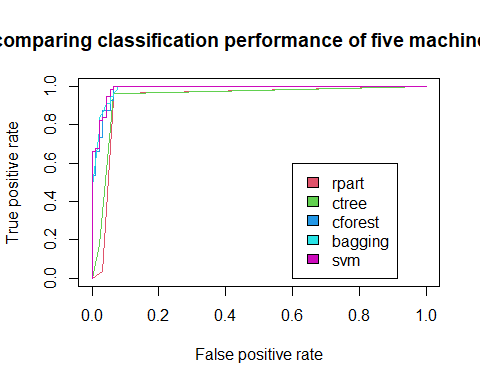 comparing classification performance of five machine
True positive rate
1.0
0.8
0.6
0.4
0.2
0.0
rpart
ctree
cforest
bagging
svm
0.0 0.2 0.4 0.6 0.8 1.0
False positive rate